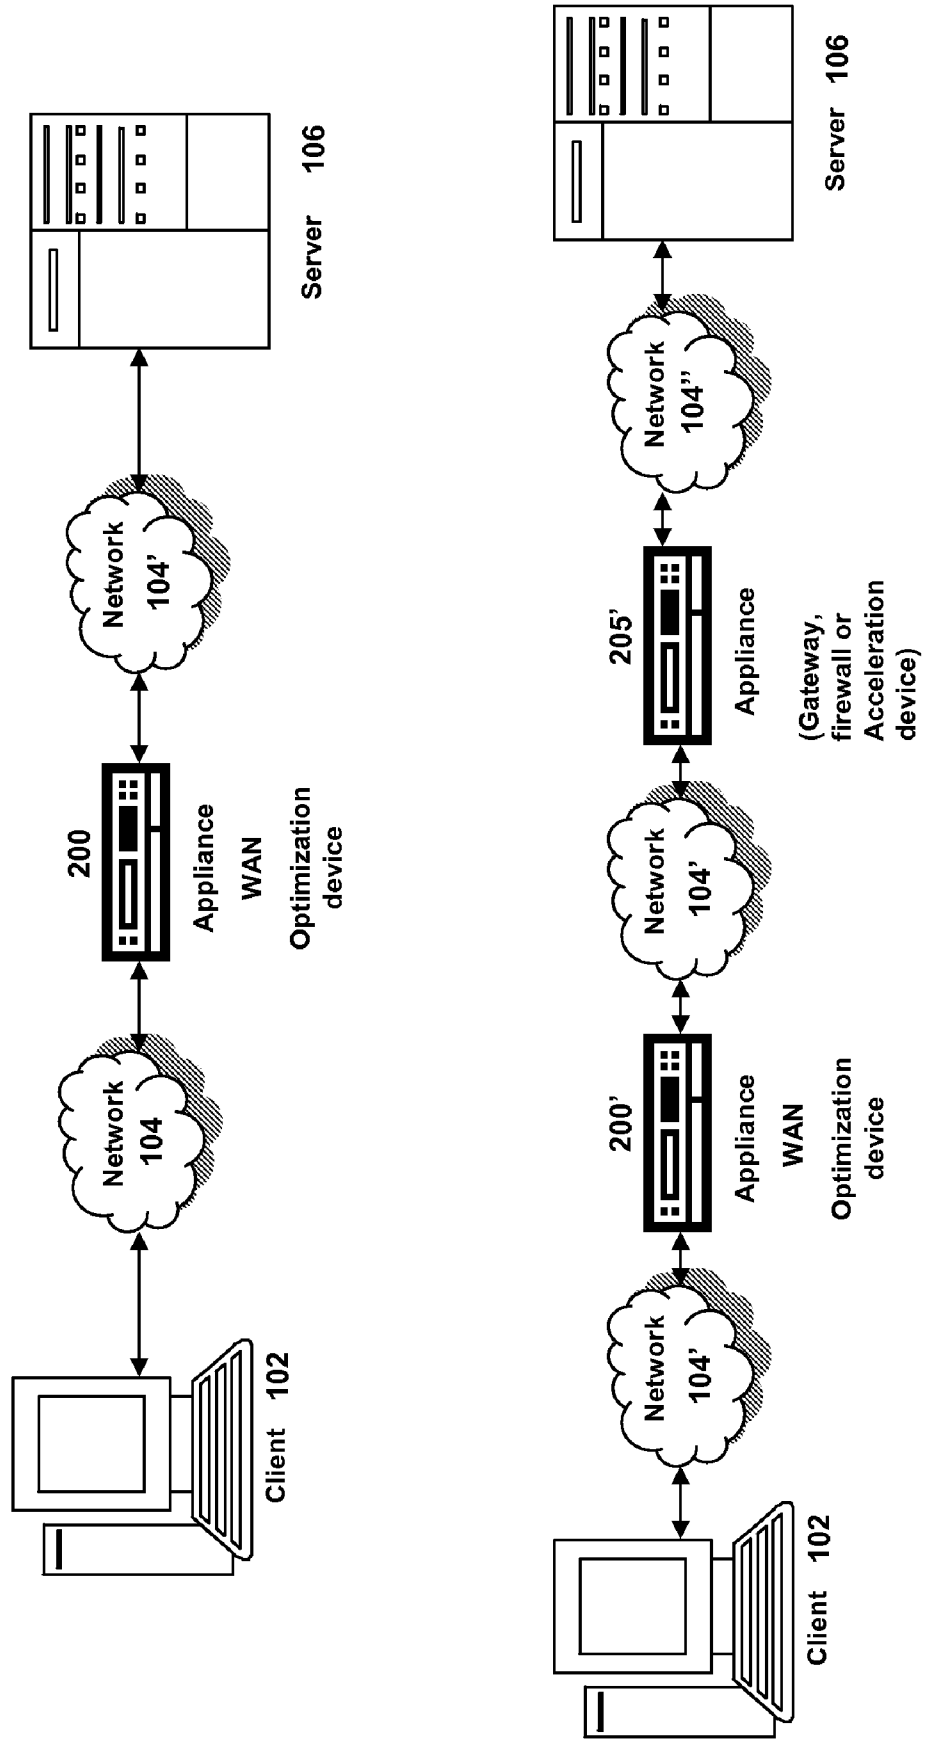 200
205’
200’
Client 102
Network
104
Appliance
WAN
Optimization
device
Network
104’
Server 106
Client 102
Network
104’
Appliance
WAN
Optimization
device
Network
104’
Appliance
(Gateway,
firewall or
Acceleration
device)
Network
104’’
Server 106